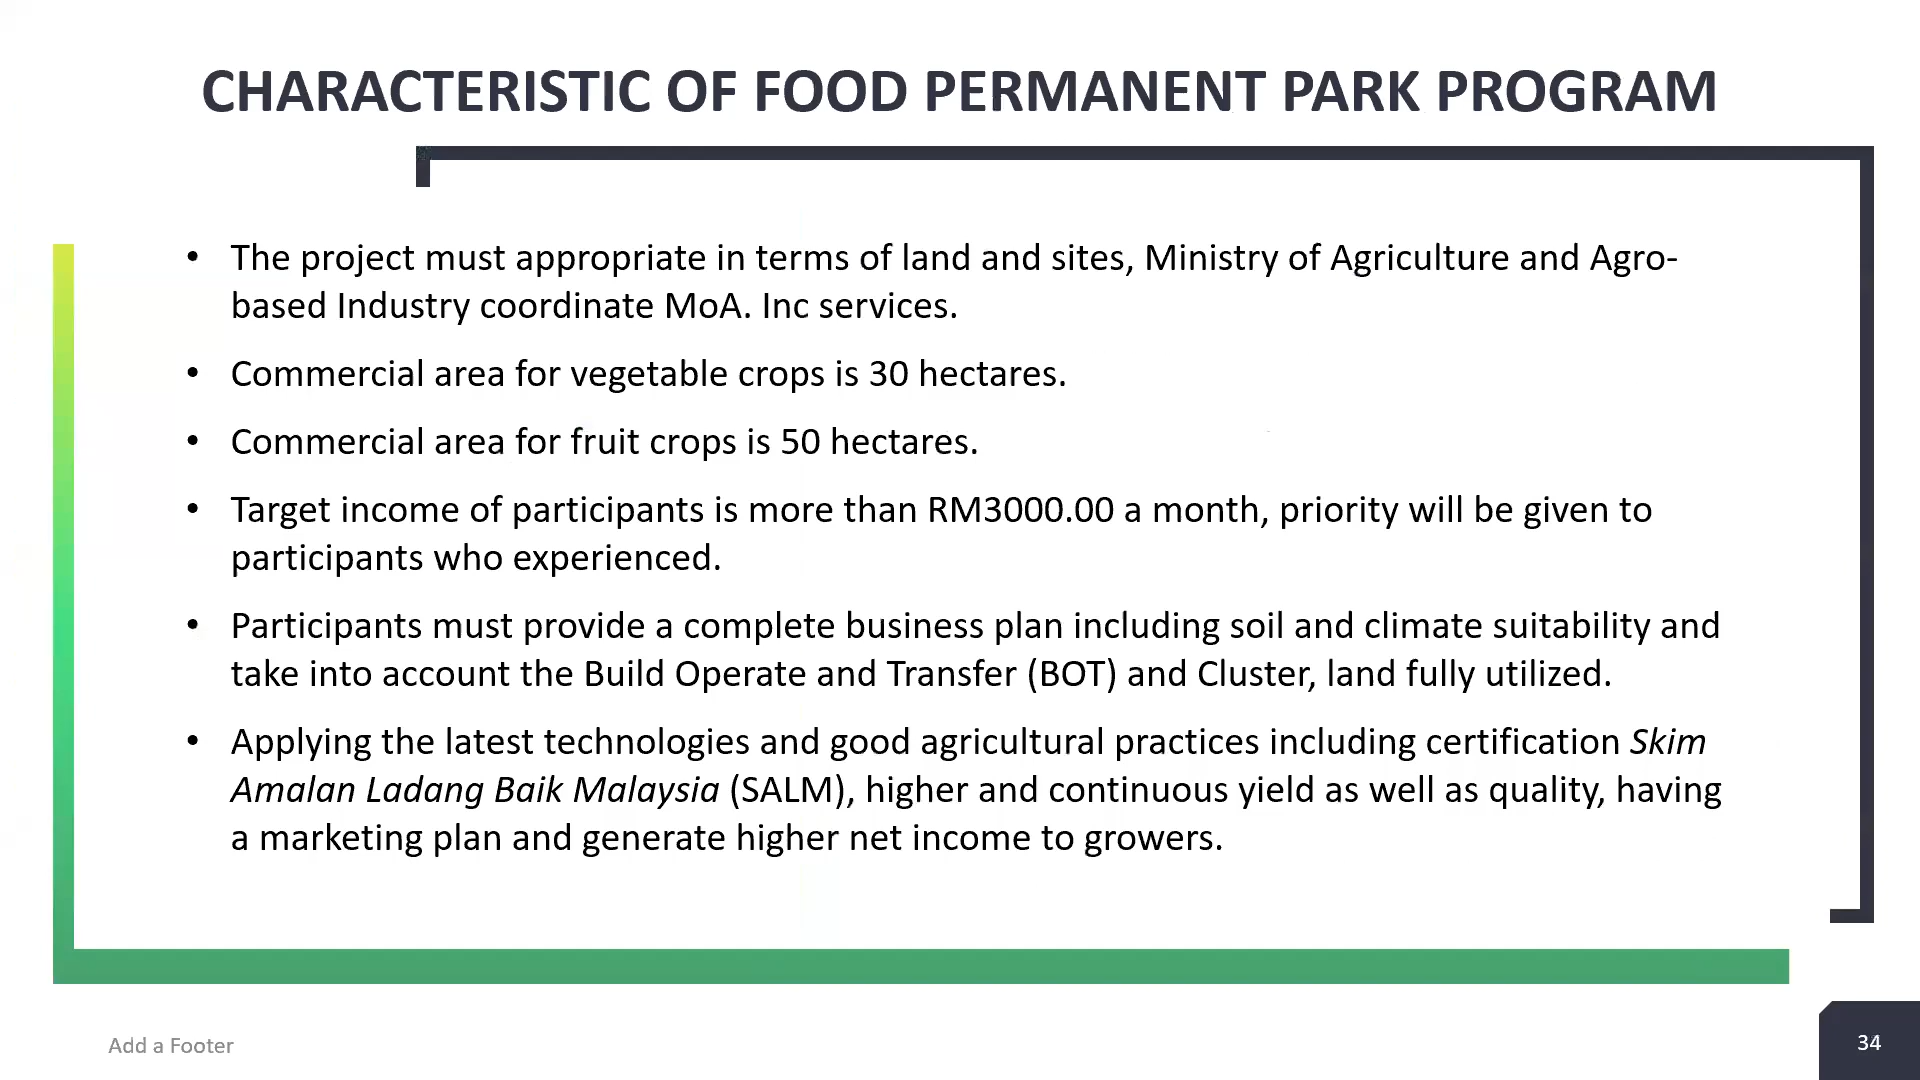 CHARACTERISTIC OF FOOD PERMANENT PARK PROGRAM
• The project must appropriate in terms of land and sites, Ministry of Agriculture and Agro-
based Industry coordinate MoA. Inc services.
• Commercial area for vegetable crops is 30 hectares.
• Commercial area for fruit crops is 50 hectares.
• Target income of participants is more than RM3000.00 a month, priority will be given to
participants who experienced.
• Participants must provide a complete business plan including soil and climate suitability and
take into account the Build Operate and Transfer (BOT) and Cluster, land fully utilized.
• Applying the latest technologies and good agricultural practices including certification Skim
Amalan Ladang Baik Malaysia (SALM), higher and continuous yield as well as quality, having
a marketing plan and generate higher net income to growers.
Add a Footer
34